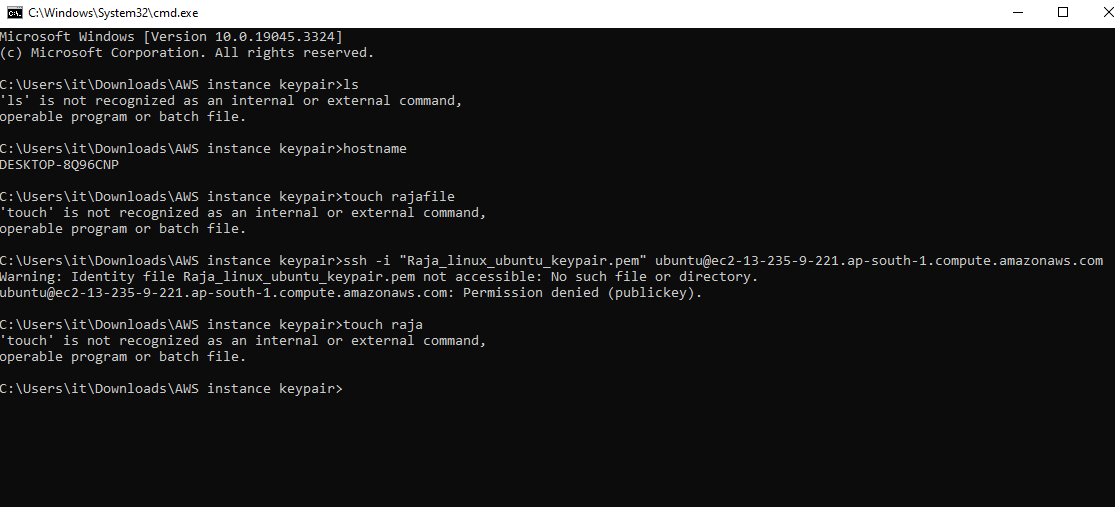 C:\Windows\System32\cmd.exe
Microsoft Windows [Version 10.0.19045.3324]
(c) Microsoft Corporation. All rights reserved.
C:\Users\it\Downloads\AWS instance keypair>ls
'ls' is not recognized as an internal or external command,
operable program or batch file.
C:\Users\it\Downloads\AWS instance keypair>hostname
DESKTOP-8Q96CNP
C:\Users\it\Downloads\AWS instance keypair>touch rajafile
'touch' is not recognized as an internal or external command,
operable program or batch file.
C:\Users\it\Downloads\AWS instance keypair>ssh -i "Raja_linux_ubuntu_keypair.pem" ubuntu@ec2-13-235-9-221.ap-south-1.compute.amazonaws.com
Warning: Identity file Raja_linux_ubuntu_keypair.pem not accessible: No such file or directory.
ubuntu@ec2-13-235-9-221.ap-south-1.compute.amazonaws.com: Permission denied (publickey).
C:\Users\it\Downloads\AWS instance keypair>touch raja
'touch' is not recognized as an internal or external command,
operable program or batch file.
C:\Users\it\Downloads\AWS instance keypair>